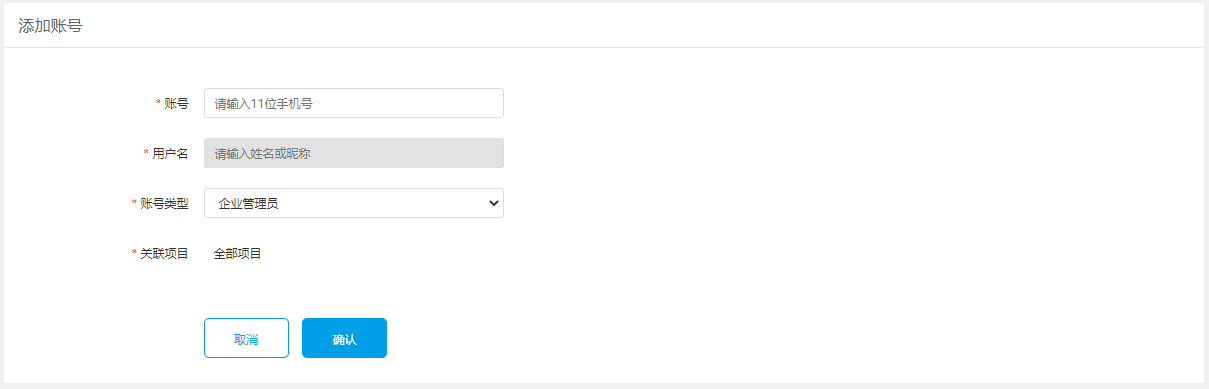 添加账号
* 账号 请输入11位手机号
* 用户名 请输入姓名或昵称
* 账号类型 企业管理员
* 关联项目 全部项目
取消 确认